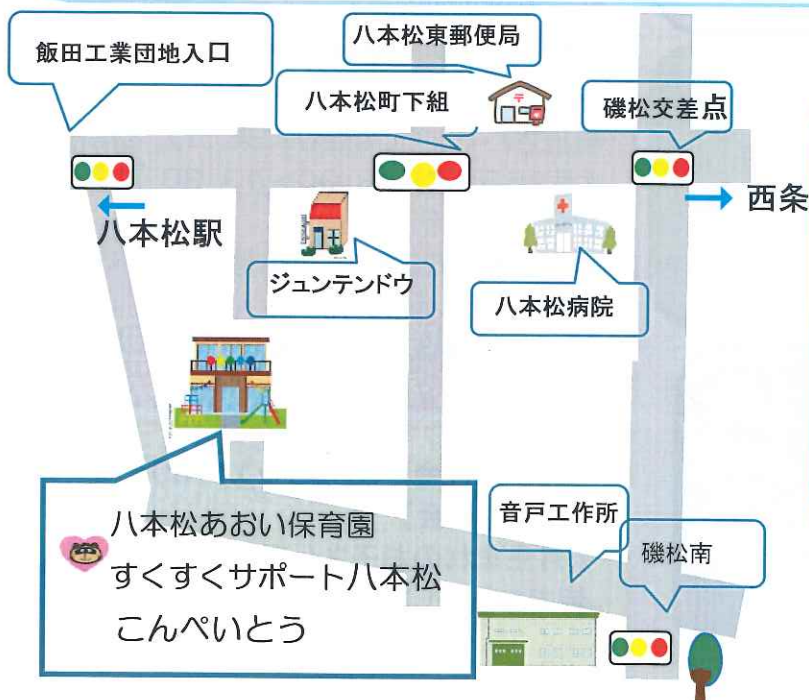 八本松東郵便局
飯田工業団地入口
八本松町下組
磯松交差点
西条
八本松駅
ジュンテンドウ
八本松病院
音戸工作所
磯松南
八本松あおい保育園
すくすくサポート八本松
こんぺいとう